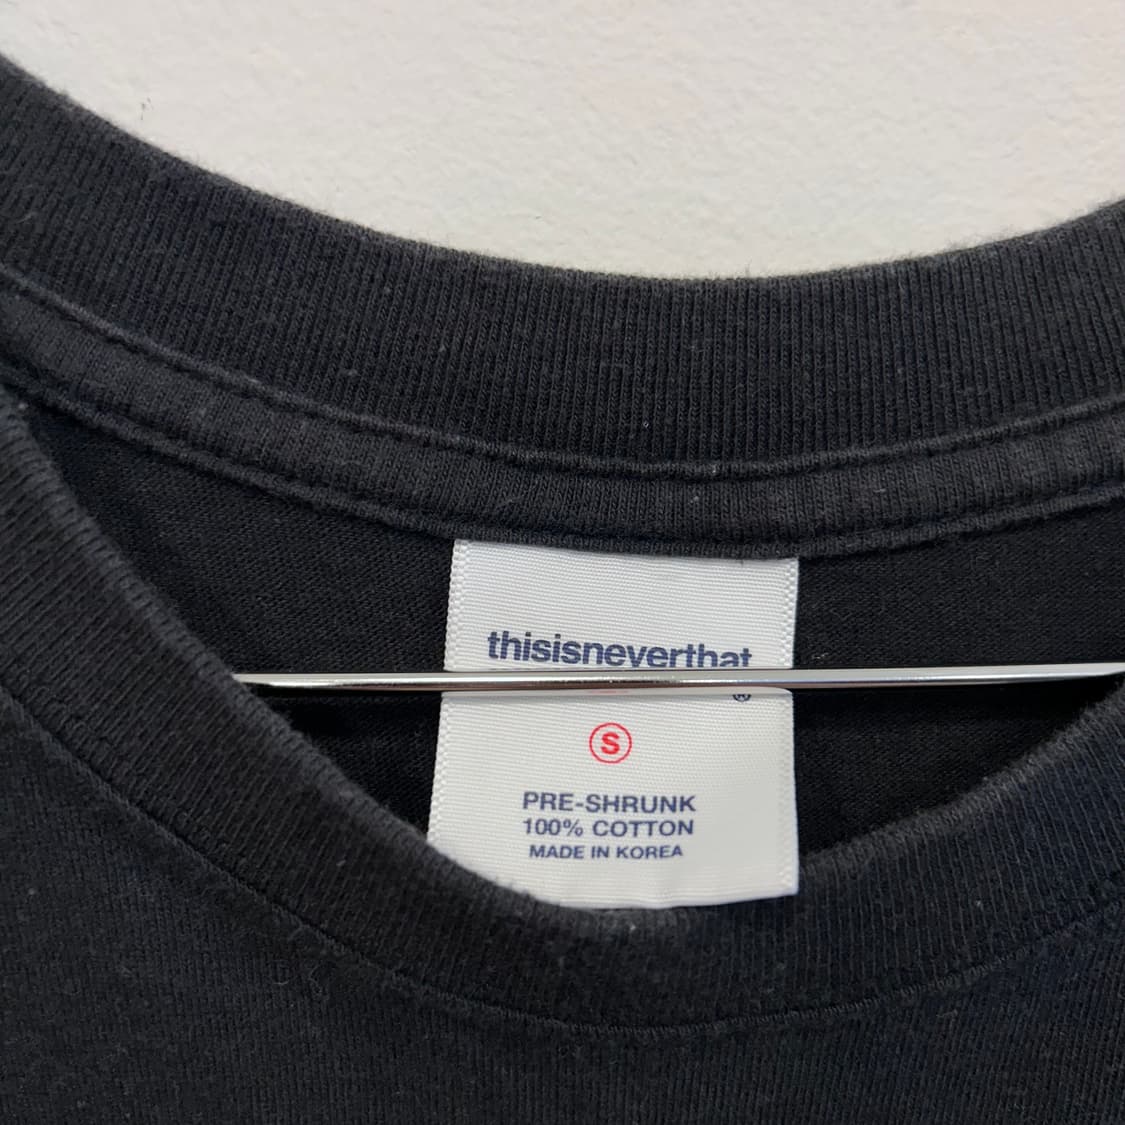 thisisneverthat
®
S
PRE-SHRUNK
100% COTTON
MADE IN KOREA